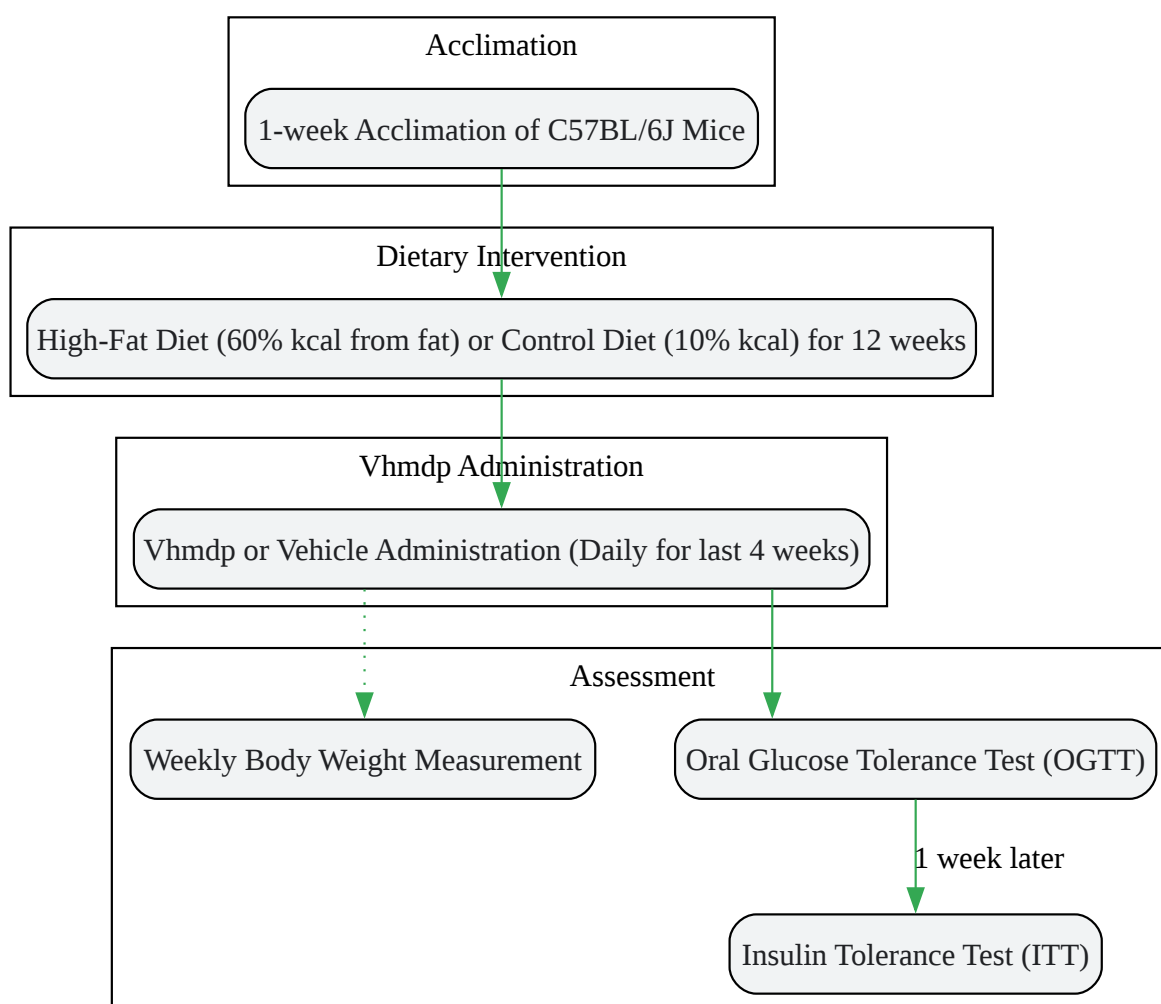 Acclimation
1-week Acclimation of C57BL/6J Mice
Dietary Intervention
High-Fat Diet (60% kcal from fat) or Control Diet (10% kcal) for 12 weeks
Vhmdp Administration
Vhmdp or Vehicle Administration (Daily for last 4 weeks)
Assessment
Weekly Body Weight Measurement
Oral Glucose Tolerance Test (OGTT)
1 week later
Insulin Tolerance Test (ITT)